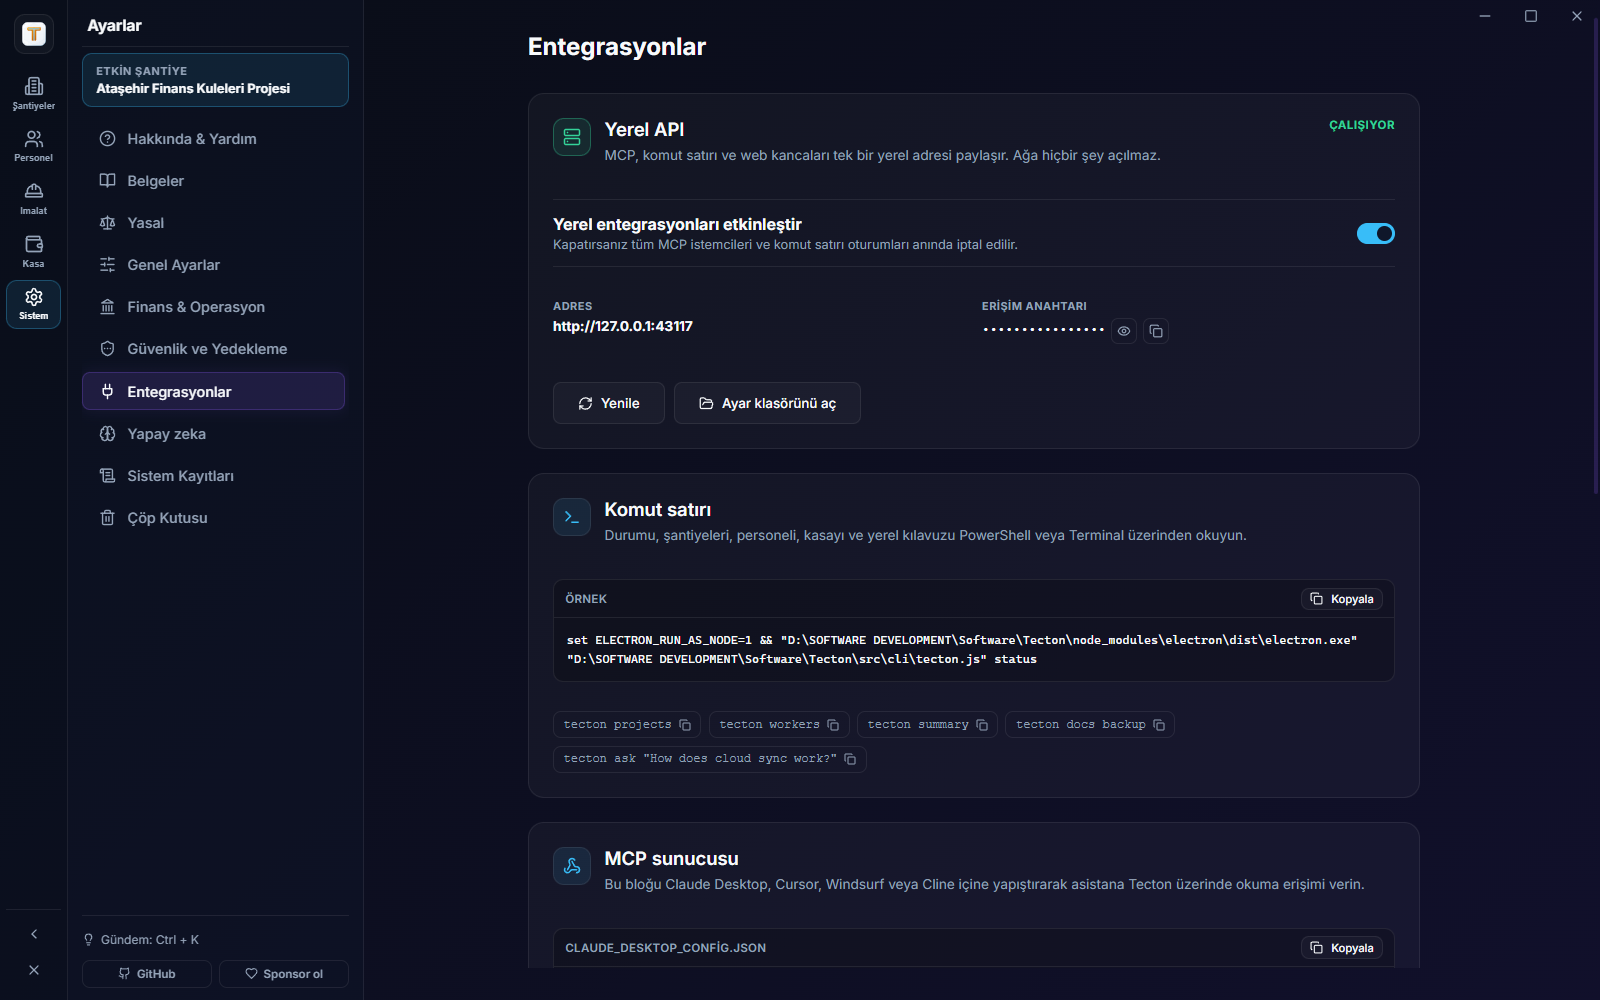 T
Şantiyeler
Personel
Imalat
Kasa
Sistem
Ayarlar
ETKİN ŞANTİYE
Ataşehir Finans Kuleleri Projesi
Hakkında & Yardım
Belgeler
Yasal
Genel Ayarlar
Finans & Operasyon
Güvenlik ve Yedekleme
Entegrasyonlar
Yapay zeka
Sistem Kayıtları
Çöp Kutusu
Gündem: Ctrl + K
GitHub
Sponsor ol
Entegrasyonlar
Yerel API
ÇALIŞIYOR
MCP, komut satırı ve web kancaları tek bir yerel adresi paylaşır. Ağa hiçbir şey açılmaz.
Yerel entegrasyonları etkinleştir
Kapatırsanız tüm MCP istemcileri ve komut satırı oturumları anında iptal edilir.
ADRES
http://127.0.0.1:43117
ERİŞİM ANAHTARI
••••••••••••••••
Yenile
Ayar klasörünü aç
Komut satırı
Durumu, şantiyeleri, personeli, kasayı ve yerel kılavuzu PowerShell veya Terminal üzerinden okuyun.
ÖRNEK
Kopyala
set ELECTRON_RUN_AS_NODE=1 && "D:\SOFTWARE DEVELOPMENT\Software\Tecton\node_modules\electron\dist\electron.exe"
"D:\SOFTWARE DEVELOPMENT\Software\Tecton\src\cli\tecton.js" status
tecton projects
tecton workers
tecton summary
tecton docs backup
tecton ask "How does cloud sync work?"
MCP sunucusu
Bu bloğu Claude Desktop, Cursor, Windsurf veya Cline içine yapıştırarak asistana Tecton üzerinde okuma erişimi verin.
CLAUDE_DESKTOP_CONFİG.JSON
Kopyala